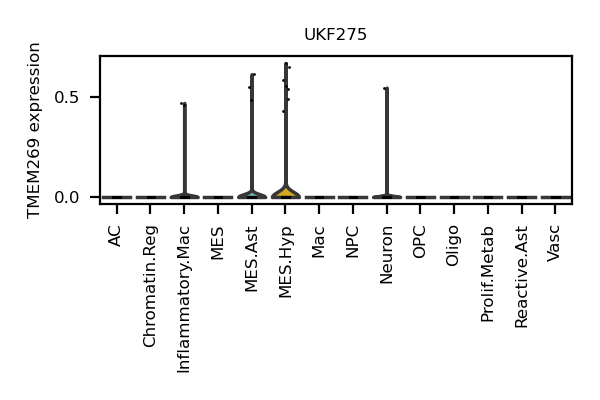 UKF275
TMEM269 expression
0.5
0.0
AC
Chromatin.Reg
Inflammatory.Mac
MES
MES.Ast
MES.Hyp
Mac
NPC
Neuron
OPC
Oligo
Prolif.Metab
Reactive.Ast
Vasc